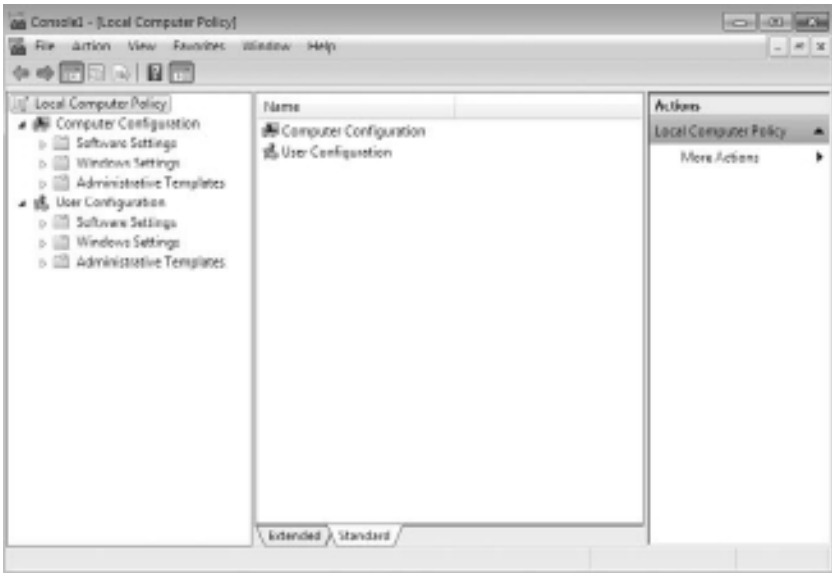 Console1 - [Local Computer Policy]
File Action View Favorites Window Help
Local Computer Policy
Computer Configuration
Software Settings
Windows Settings
Administrative Templates
User Configuration
Software Settings
Windows Settings
Administrative Templates
Name
Computer Configuration
User Configuration
Extended Standard
Actions
Local Computer Policy
More Actions